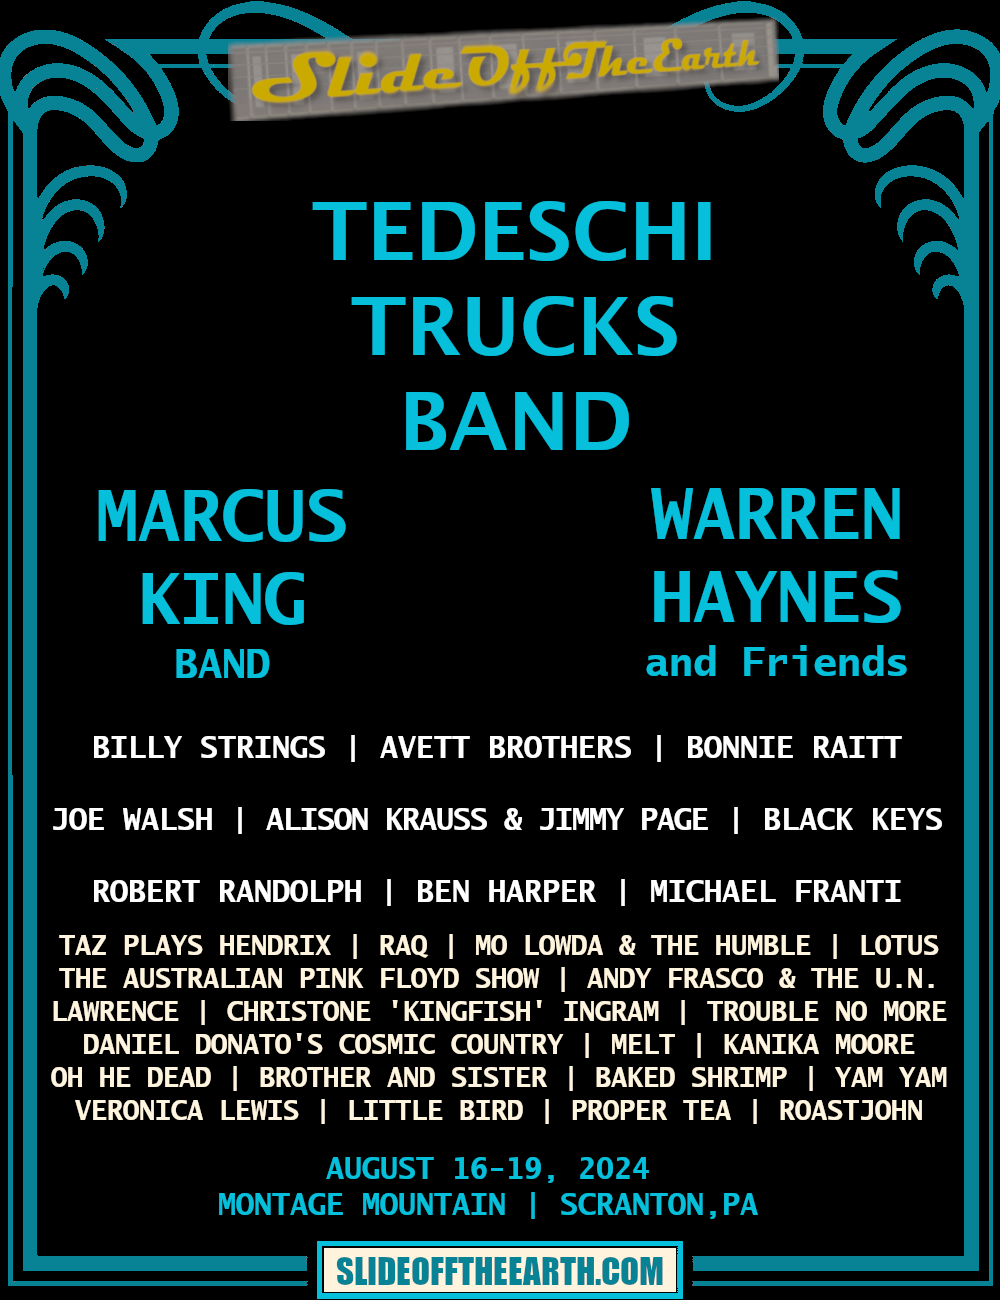 Slide Off The Earth
TEDESCHI
TRUCKS
BAND
MARCUS
KING
BAND
WARREN
HAYNES
and Friends
BILLY STRINGS | AVETT BROTHERS | BONNIE RAITT
JOE WALSH | ALISON KRAUSS & JIMMY PAGE | BLACK KEYS
ROBERT RANDOLPH | BEN HARPER | MICHAEL FRANTI
TAZ PLAYS HENDRIX | RAQ | MO LOWDA & THE HUMBLE | LOTUS
THE AUSTRALIAN PINK FLOYD SHOW | ANDY FRASCO & THE U.N.
LAWRENCE | CHRISTONE 'KINGFISH' INGRAM | TROUBLE NO MORE
DANIEL DONATO'S COSMIC COUNTRY | MELT | KANIKA MOORE
OH HE DEAD | BROTHER AND SISTER | BAKED SHRIMP | YAM YAM
VERONICA LEWIS | LITTLE BIRD | PROPER TEA | ROASTJOHN
AUGUST 16-19, 2024
MONTAGE MOUNTAIN | SCRANTON,PA
SLIDEOFFTHEEARTH.COM